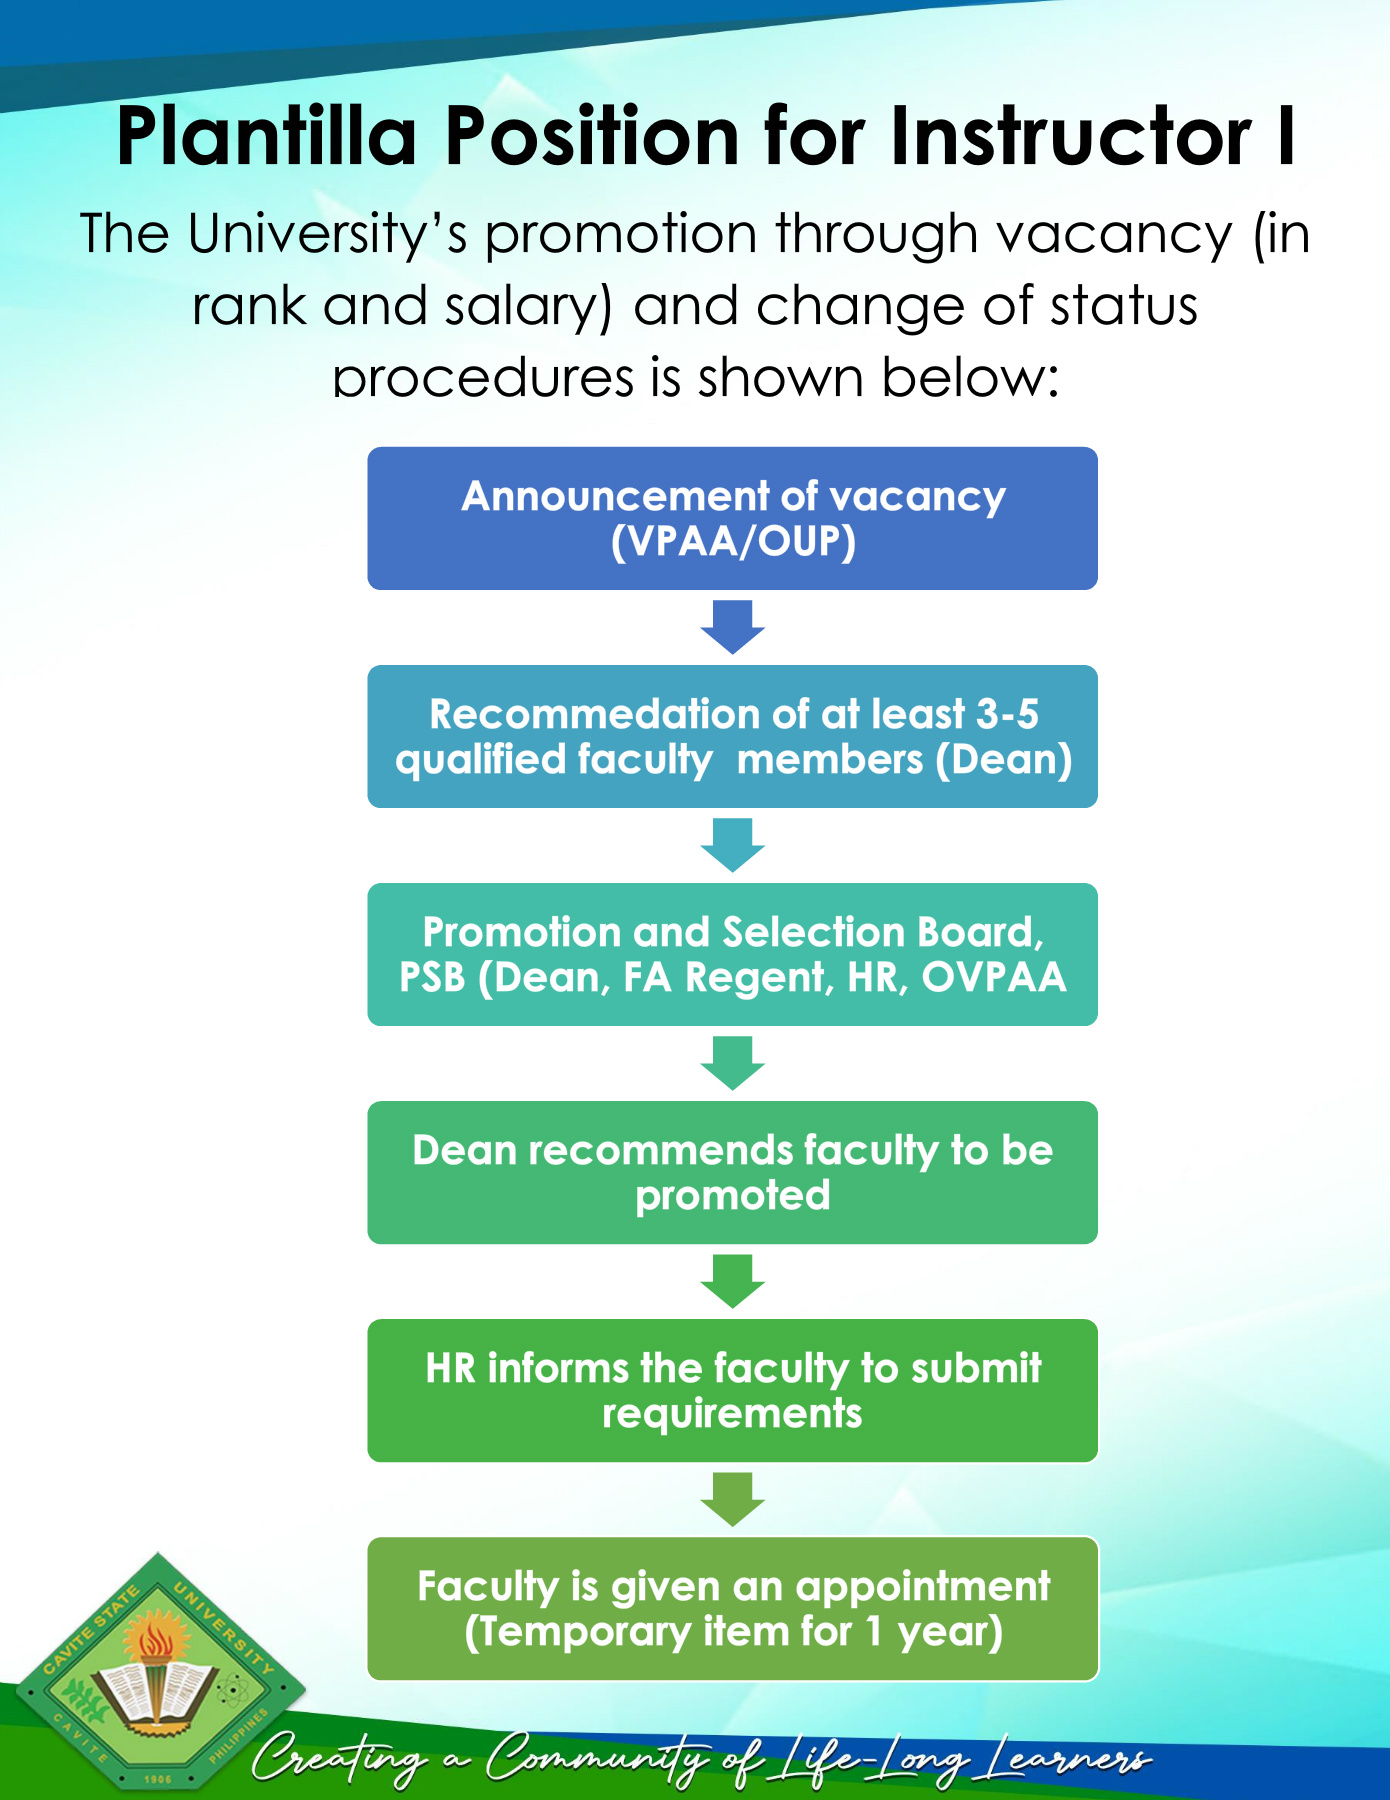 Plantilla Position for Instructor I
The University’s promotion through vacancy (in
rank and salary) and change of status
procedures is shown below:
Announcement of vacancy
(VPAA/OUP)
Recommedation of at least 3-5
qualified faculty  members (Dean)
Promotion and Selection Board,
PSB (Dean, FA Regent, HR, OVPAA
Dean recommends faculty to be
promoted
HR informs the faculty to submit
requirements
Faculty is given an appointment
(Temporary item for 1 year)
CAVITE STATE UNIVERSITY
CAVITE PHILIPPINES
1906
Creating a Community of Life-Long Learners